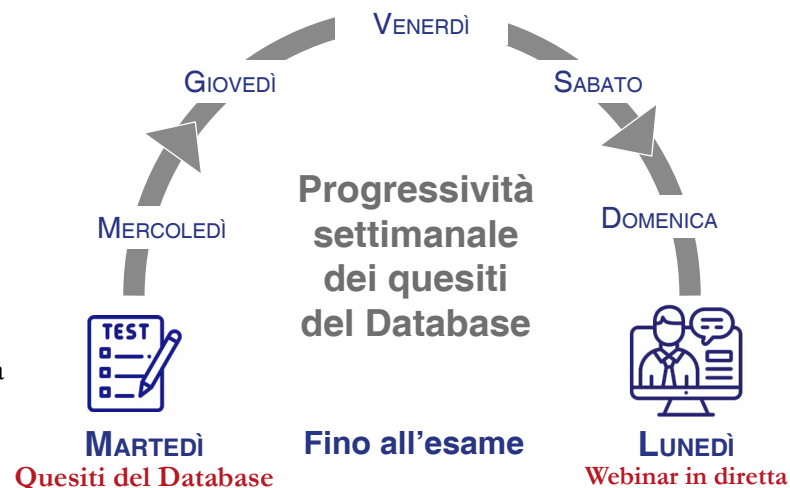 VENERDÌ
GIOVEDÌ
SABATO
MERCOLEDÌ
DOMENICA
Progressività
settimanale
dei quesiti
del Database
TEST
a
MARTEDÌ
Fino all'esame
LUNEDÌ
Quesiti del Database
Webinar in diretta